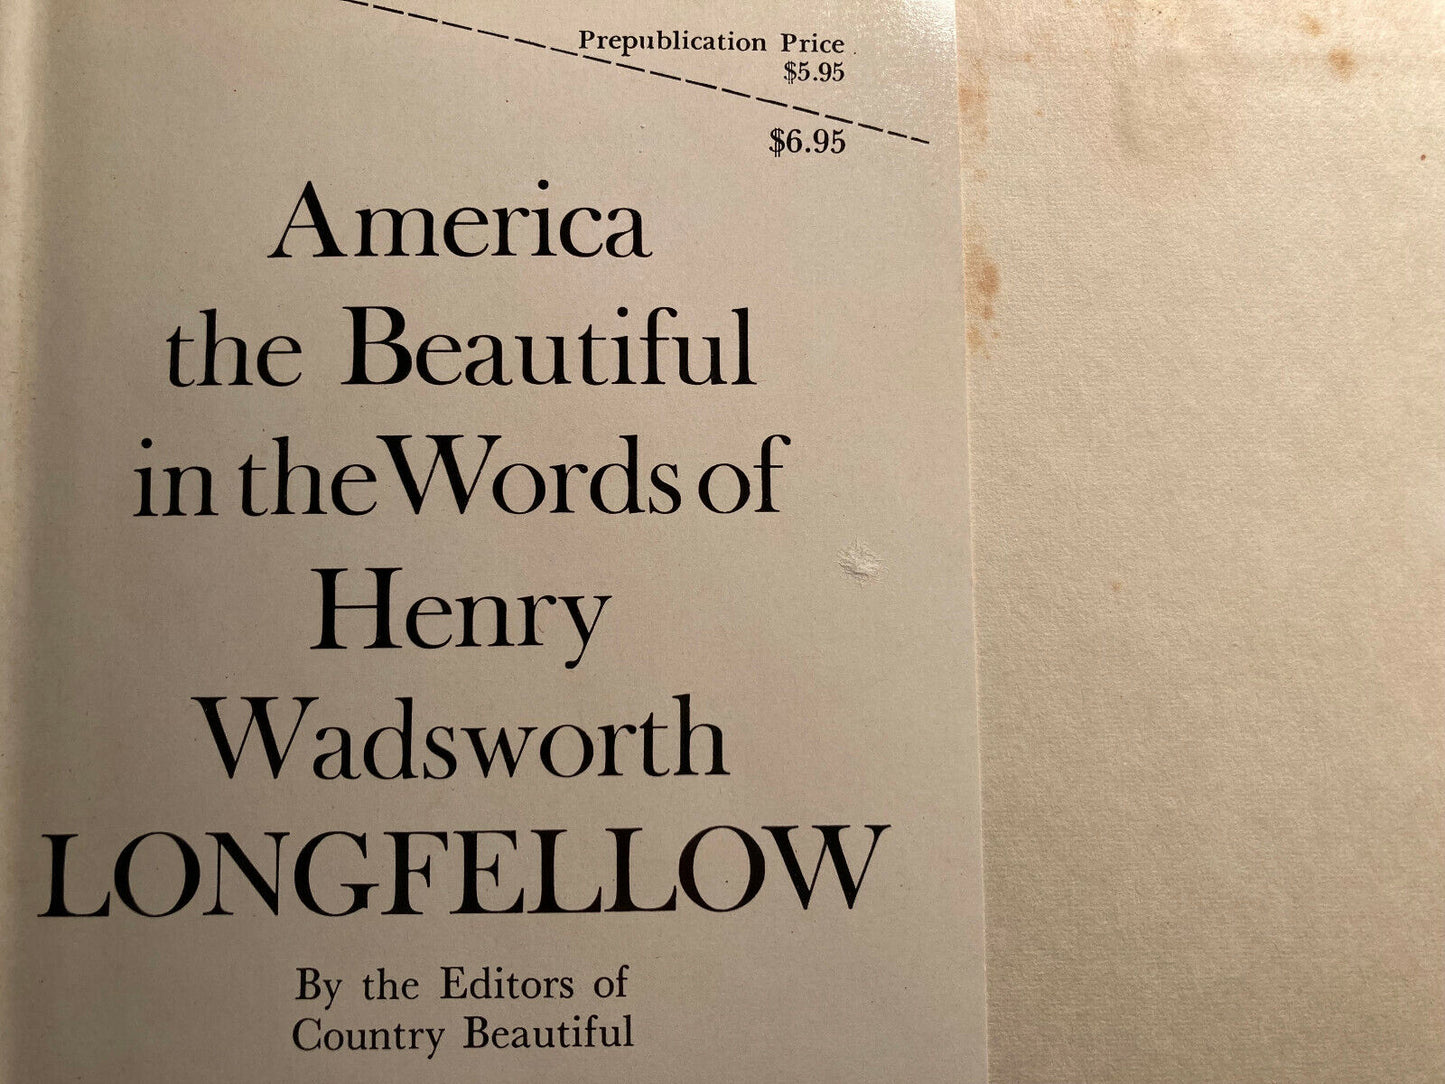 Prepublication Price
$5.95
$6.95
America
the Beautiful
in the Words of
Henry
Wadsworth
LONGFELLOW
By the Editors of
Country Beautiful